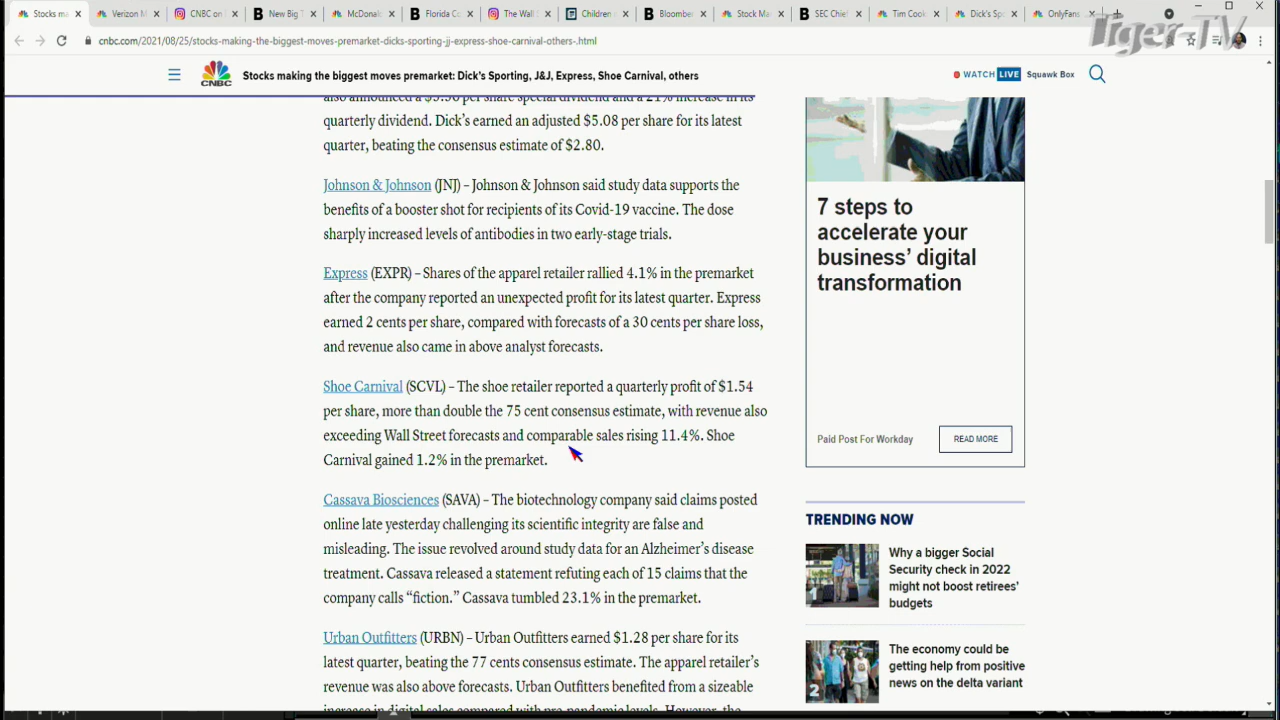 Stocks ma
Verizon M
CNBC on
New Big T
McDonald
Florida Co
The Wall
Children
Bloomber
Stock Ma
SEC Chief
Tim Cook
Dick's Spo
OnlyFans
Tiger-TV
cnbc.com/2021/08/25/stocks-making-the-biggest-moves-premarket-dicks-sporting-jj-express-shoe-carnival-others-.html
CNBC
Stocks making the biggest moves premarket: Dick's Sporting, J&J, Express, Shoe Carnival, others
WATCH LIVE Squawk Box
also announced a $5.50 per share special dividend and a 21% increase in its
quarterly dividend. Dick's earned an adjusted $5.08 per share for its latest
quarter, beating the consensus estimate of $2.80.
Johnson & Johnson (JNJ) – Johnson & Johnson said study data supports the
benefits of a booster shot for recipients of its Covid-19 vaccine. The dose
sharply increased levels of antibodies in two early-stage trials.
Express (EXPR) – Shares of the apparel retailer rallied 4.1% in the premarket
after the company reported an unexpected profit for its latest quarter. Express
earned 2 cents per share, compared with forecasts of a 30 cents per share loss,
and revenue also came in above analyst forecasts.
Shoe Carnival (SCVL) – The shoe retailer reported a quarterly profit of $1.54
per share, more than double the 75 cent consensus estimate, with revenue also
exceeding Wall Street forecasts and comparable sales rising 11.4%. Shoe
Carnival gained 1.2% in the premarket.
Cassava Biosciences (SAVA) – The biotechnology company said claims posted
online late yesterday challenging its scientific integrity are false and
misleading. The issue revolved around study data for an Alzheimer's disease
treatment. Cassava released a statement refuting each of 15 claims that the
company calls “fiction.” Cassava tumbled 23.1% in the premarket.
Urban Outfitters (URBN) – Urban Outfitters earned $1.28 per share for its
latest quarter, beating the 77 cents consensus estimate. The apparel retailer's
revenue was also above forecasts. Urban Outfitters benefited from a sizeable
increase in digital sales compared with pre-pandemic levels. However, the
7 steps to
accelerate your
business' digital
transformation
Paid Post For Workday
READ MORE
TRENDING NOW
1
Why a bigger Social
Security check in 2022
might not boost retirees'
budgets
2
The economy could be
getting help from positive
news on the delta variant